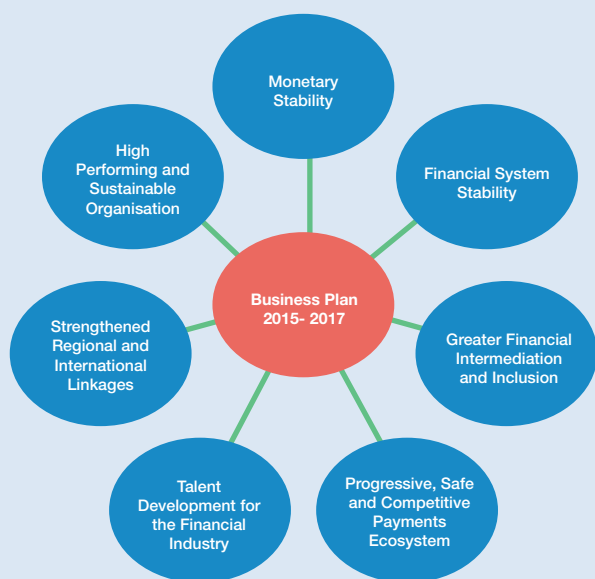 Monetary
Stability
Financial System
Stability
Greater Financial
Intermediation
and Inclusion
Progressive, Safe
and Competitive
Payments
Ecosystem
Talent
Development for
the Financial
Industry
Strengthened
Regional and
International
Linkages
High
Performing and
Sustainable
Organisation
Business Plan
2015- 2017